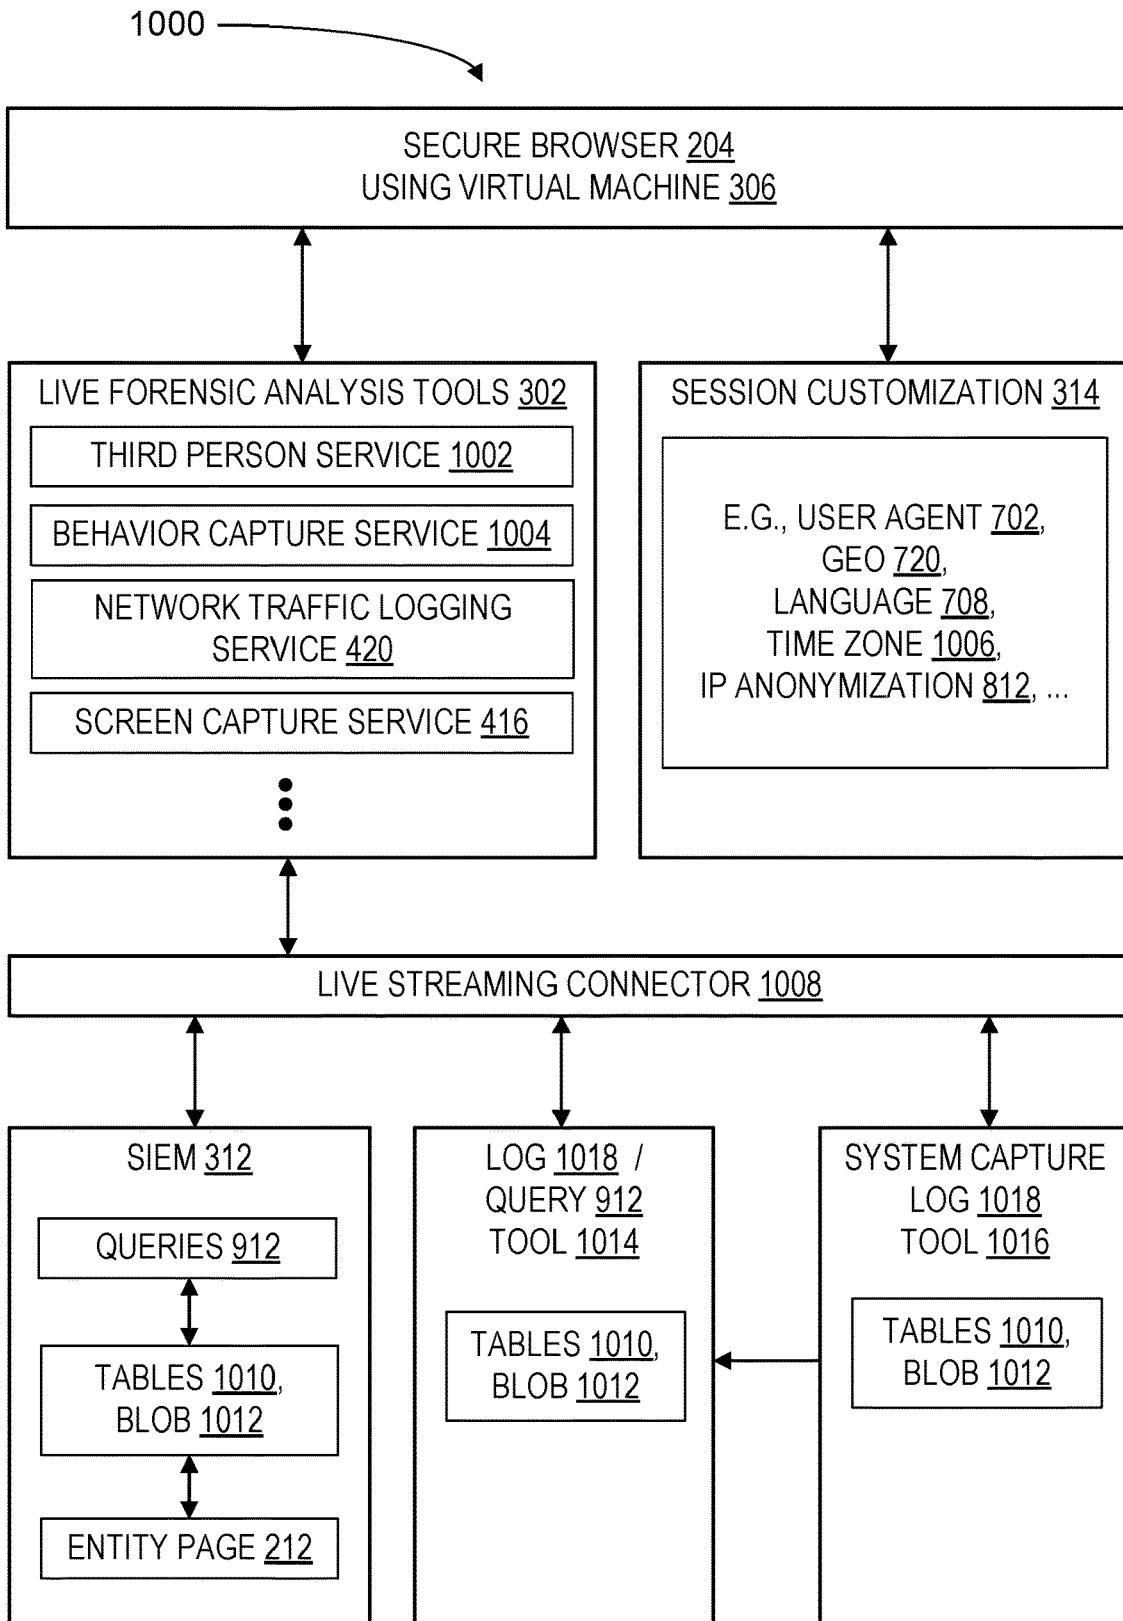 1000
SECURE BROWSER 204
USING VIRTUAL MACHINE 306
LIVE FORENSIC ANALYSIS TOOLS 302
THIRD PERSON SERVICE 1002
BEHAVIOR CAPTURE SERVICE 1004
NETWORK TRAFFIC LOGGING
SERVICE 420
SCREEN CAPTURE SERVICE 416
SESSION CUSTOMIZATION 314
E.G., USER AGENT 702,
GEO 720,
LANGUAGE 708,
TIME ZONE 1006,
IP ANONYMIZATION 812, ...
LIVE STREAMING CONNECTOR 1008
SIEM 312
QUERIES 912
TABLES 1010,
BLOB 1012
ENTITY PAGE 212
LOG 1018 /
QUERY 912
TOOL 1014
TABLES 1010,
BLOB 1012
SYSTEM CAPTURE
LOG 1018
TOOL 1016
TABLES 1010,
BLOB 1012